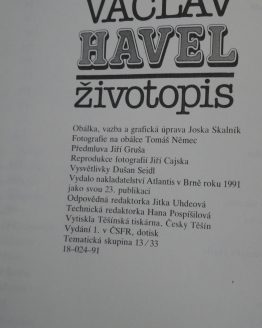 VÁCLAV
HAVEL
životopis
Obálka, vazba a grafická úprava Joska Skalník
Fotografie na obálce Tomáš Němec
Předmluva Jiří Gruša
Reprodukce fotografií Jiří Cajska
Vysvětlivky Dušan Seidl
Vydalo nakladatelství Atlantis v Brně roku 1991
jako svou 23. publikaci
Odpovědná redaktorka Jitka Uhdeová
Technická redaktorka Hana Pospíšilová
Vytiskla Těšínská tiskárna, Český Těšín
Vydání 1. v ČSFR, dotisk
Tematická skupina 13/33
18-024-91